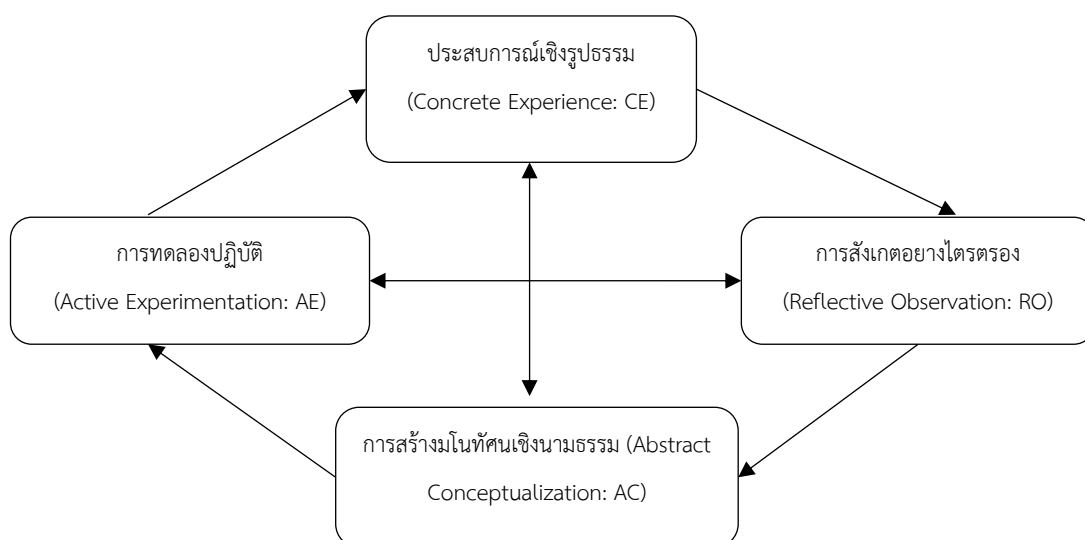 ประสบการณ์เชิงรูปธรรม
(Concrete Experience: CE)
การทดลองปฏิบัติ
(Active Experimentation: AE)
การสังเกตอย่างไตรตรอง
(Reflective Observation: RO)
การสร้างมโนทัศนเชิงนามธรรม (Abstract
Conceptualization: AC)